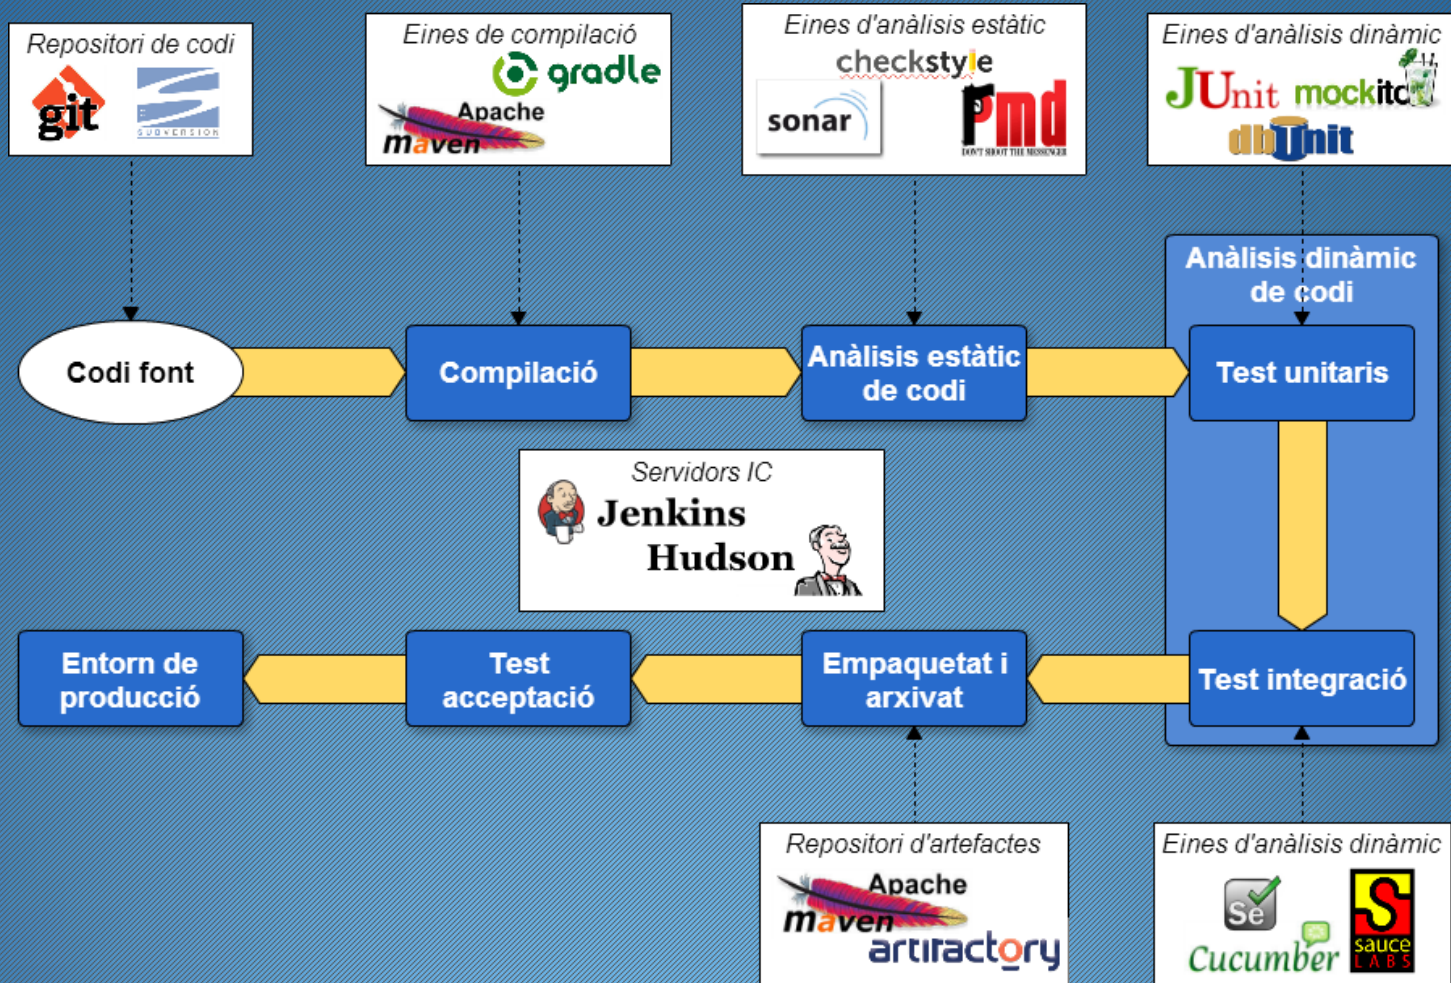 Repositori de codi
git
SUBVERSION
Eines de compilació
gradle
Apache
maven
Eines d'anàlisis estàtic
checkstyle
sonar
Pmd
DON'T SHOOT THE MESSENGER
Eines d'anàlisis dinàmic
JUnit mockito
dbUnit
Anàlisis dinàmic
de codi
Codi font
Compilació
Anàlisis estàtic
de codi
Test unitaris
Servidors IC
Jenkins
Hudson
Entorn de
producció
Test
acceptació
Empaquetat i
arxivat
Test integració
Repositori d'artefactes
Apache
maven
artifactory
Eines d'anàlisis dinàmic
Se
Cucumber
S
sauce
LABS